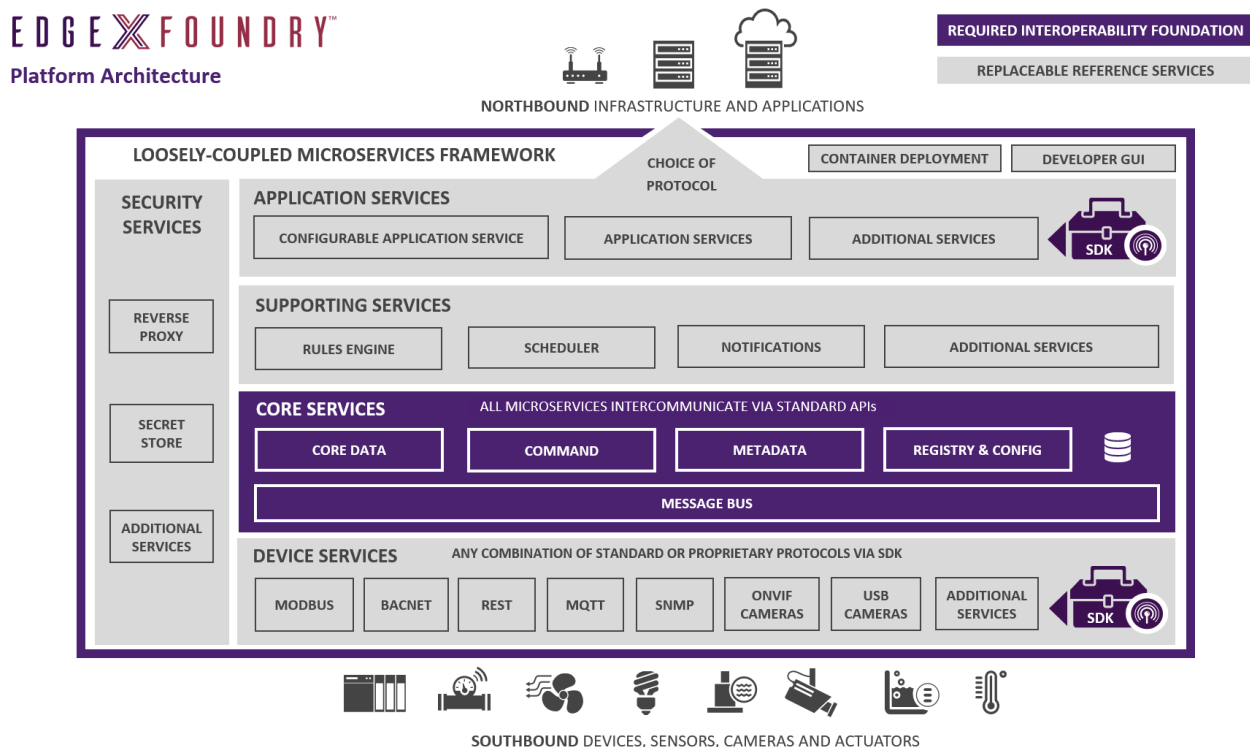 EDGE X FOUNDRY™
Platform Architecture
REQUIRED INTEROPERABILITY FOUNDATION
REPLACEABLE REFERENCE SERVICES
NORTHBOUND INFRASTRUCTURE AND APPLICATIONS
LOOSELY-COUPLED MICROSERVICES FRAMEWORK
CHOICE OF
PROTOCOL
CONTAINER DEPLOYMENT
DEVELOPER GUI
SECURITY
SERVICES
REVERSE
PROXY
SECRET
STORE
ADDITIONAL
SERVICES
APPLICATION SERVICES
CONFIGURABLE APPLICATION SERVICE
APPLICATION SERVICES
ADDITIONAL SERVICES
SDK
SUPPORTING SERVICES
RULES ENGINE
SCHEDULER
NOTIFICATIONS
ADDITIONAL SERVICES
CORE SERVICES
ALL MICROSERVICES INTERCOMMUNICATE VIA STANDARD APIs
CORE DATA
COMMAND
METADATA
REGISTRY & CONFIG
MESSAGE BUS
DEVICE SERVICES
ANY COMBINATION OF STANDARD OR PROPRIETARY PROTOCOLS VIA SDK
MODBUS
BACNET
REST
MQTT
SNMP
ONVIF
CAMERAS
USB
CAMERAS
ADDITIONAL
SERVICES
SDK
SOUTHBOUND DEVICES, SENSORS, CAMERAS AND ACTUATORS